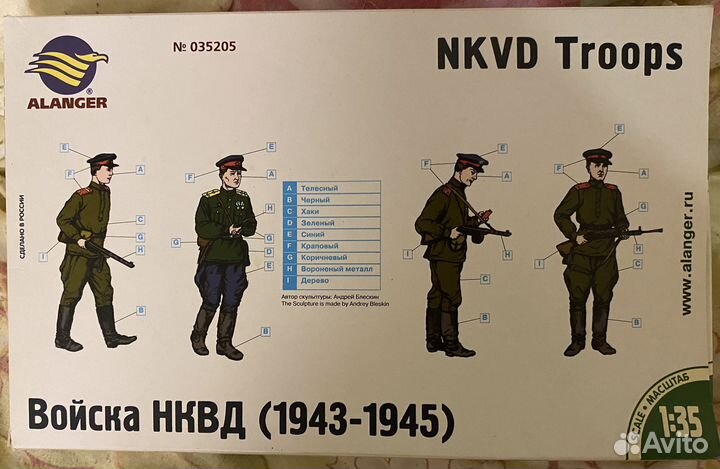 ALANGER
®
№ 035205
NKVD Troops
СДЕЛАНО В РОССИИ
E
F
A
C
G
H
I
B
E
F
A
H
G
G
D
E
B
A Телесный
B Черный
C Хаки
D Зеленый
E Синий
F Краповый
G Коричневый
H Вороненый металл
I Дерево
Автор скульптуры: Андрей Блескин
The Sculpture is made by Andrey Bleskin
E
F
A
H
G
I
C
B
E
F
A
G
H
I
C
B
www.alanger.ru
Войска НКВД (1943-1945)
SCALE • МАСШТАБ
1:35
Avito